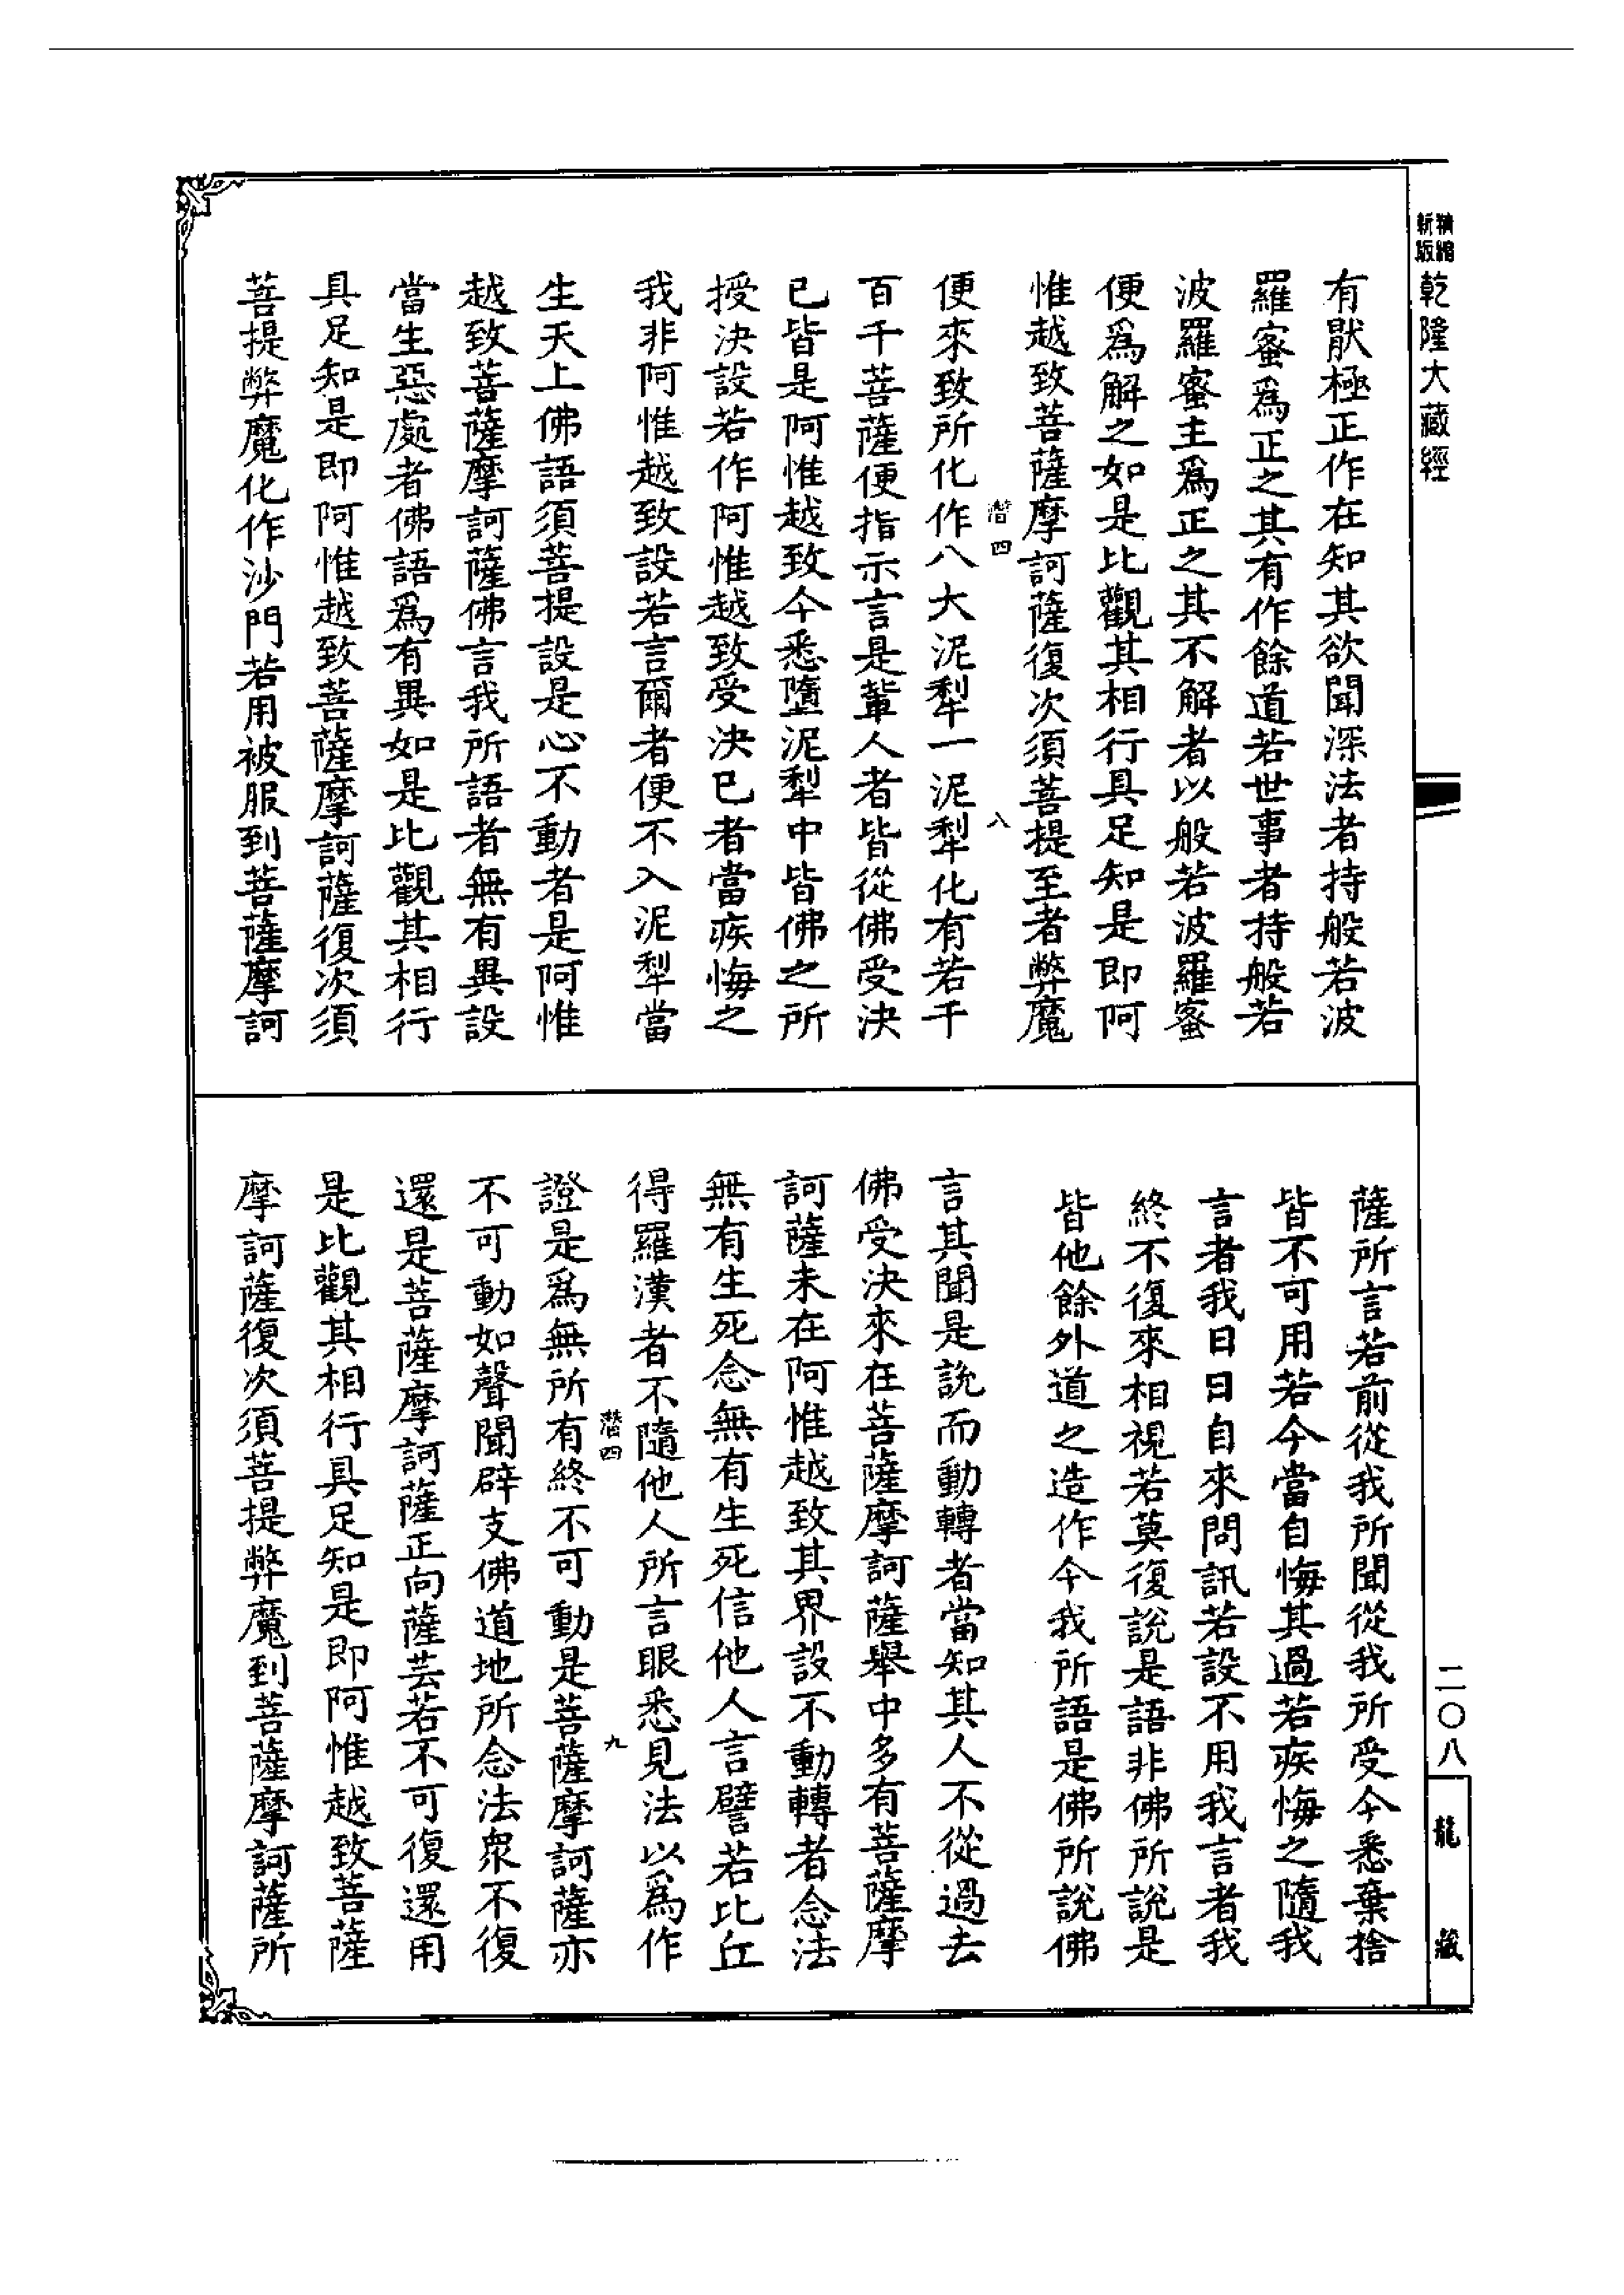 精縮
新版
乾隆大藏經
有厭極正作在知其欲聞深法者持般若波
羅蜜爲正之其有作餘道若世事者持般若
波羅蜜主爲正之其不解者以般若波羅蜜
便爲解之如是比觀其相行具足知是即阿
惟越致菩薩摩訶薩復次須菩提至者弊魔
潛四
八
便來致所化作八大泥犁一泥犁化有若干
百千菩薩便指示言是輩人者皆從佛受決
已皆是阿惟越致今悉墮泥犁中皆佛之所
授決設若作阿惟越致受決已者當疾悔之
我非阿惟越致設若言爾者便不入泥犁當
生天上佛語須菩提設是心不動者是阿惟
越致菩薩摩訶薩佛言我所語者無有異設
當生惡處者佛語爲有異如是比觀其相行
具足知是即阿惟越致菩薩摩訶薩復次須
菩提弊魔化作沙門若用被服到菩薩摩訶
薩所言若前從我所聞從我所受今悉棄捨
皆不可用若今當自悔其過若疾悔之隨我
言者我日日自來問訊若設不用我言者我
終不復來相視若莫復說是語非佛所說是
皆他餘外道之造作今我所語是佛所說佛
言其聞是說而動轉者當知其人不從過去
佛受決來在菩薩摩訶薩舉中多有菩薩摩
訶薩未在阿惟越致其界設不動轉者念法
無有生死念無有生死信他人言譬若比丘
得羅漢者不隨他人所言眼悉見法以爲作
潛四
九
證是爲無所有終不可動是菩薩摩訶薩亦
不可動如聲聞辟支佛道地所念法衆不復
還是菩薩摩訶薩正向薩芸若不可復還用
是比觀其相行具足知是即阿惟越致菩薩
摩訶薩復次須菩提弊魔到菩薩摩訶薩所
二〇八
龍藏